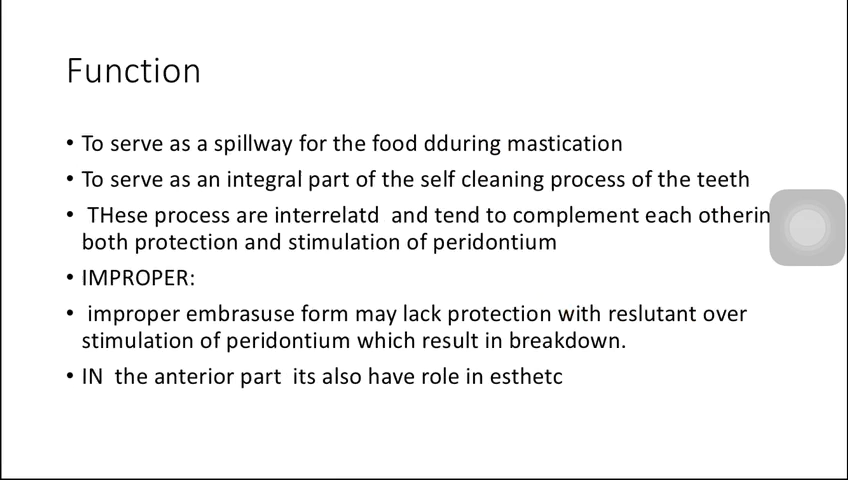 Function
• To serve as a spillway for the food dduring mastication
• To serve as an integral part of the self cleaning process of the teeth
• THese process are interrelatd and tend to complement each otherin
both protection and stimulation of peridontium
• IMPROPER:
• improper embrasuse form may lack protection with reslutant over
stimulation of peridontium which result in breakdown.
• IN the anterior part its also have role in esthetc